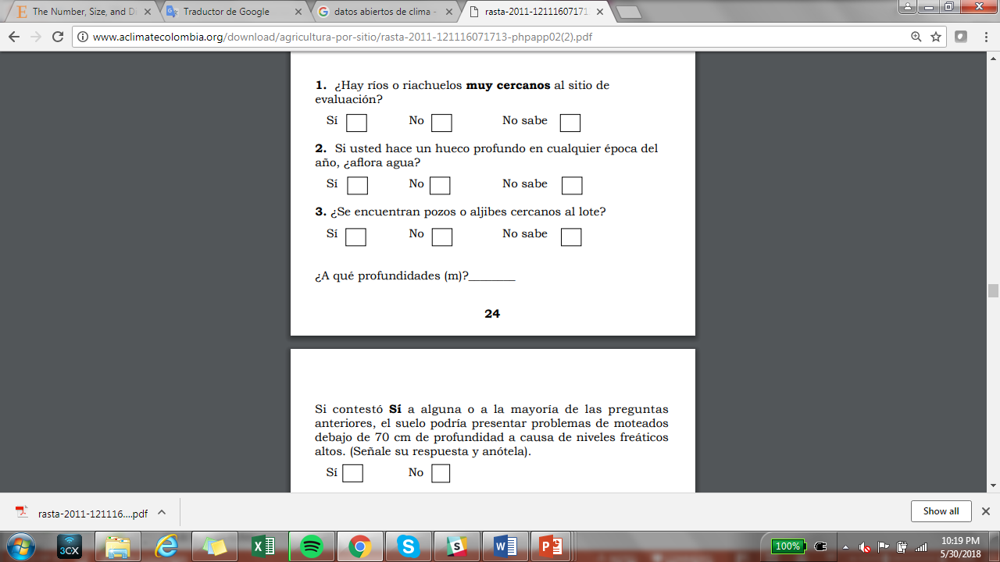 The Number, Size, and D
Traductor de Google
datos abiertos de clima -
rasta-2011-1211160717
www.aclimatecolombia.org/download/agricultura-por-sitio/rasta-2011-121116071713-phpapp02(2).pdf
1. ¿Hay ríos o riachuelos muy cercanos al sitio de
evaluación?
Sí No No sabe
2. Si usted hace un hueco profundo en cualquier época del
año, ¿aflora agua?
Sí No No sabe
3. ¿Se encuentran pozos o aljibes cercanos al lote?
Sí No No sabe
¿A qué profundidades (m)?________
24
Si contestó Sí a alguna o a la mayoría de las preguntas
anteriores, el suelo podría presentar problemas de moteados
debajo de 70 cm de profundidad a causa de niveles freáticos
altos. (Señale su respuesta y anótela).
Sí No
rasta-2011-121116....pdf
Show all
3CX
100%
10:19 PM
5/30/2018